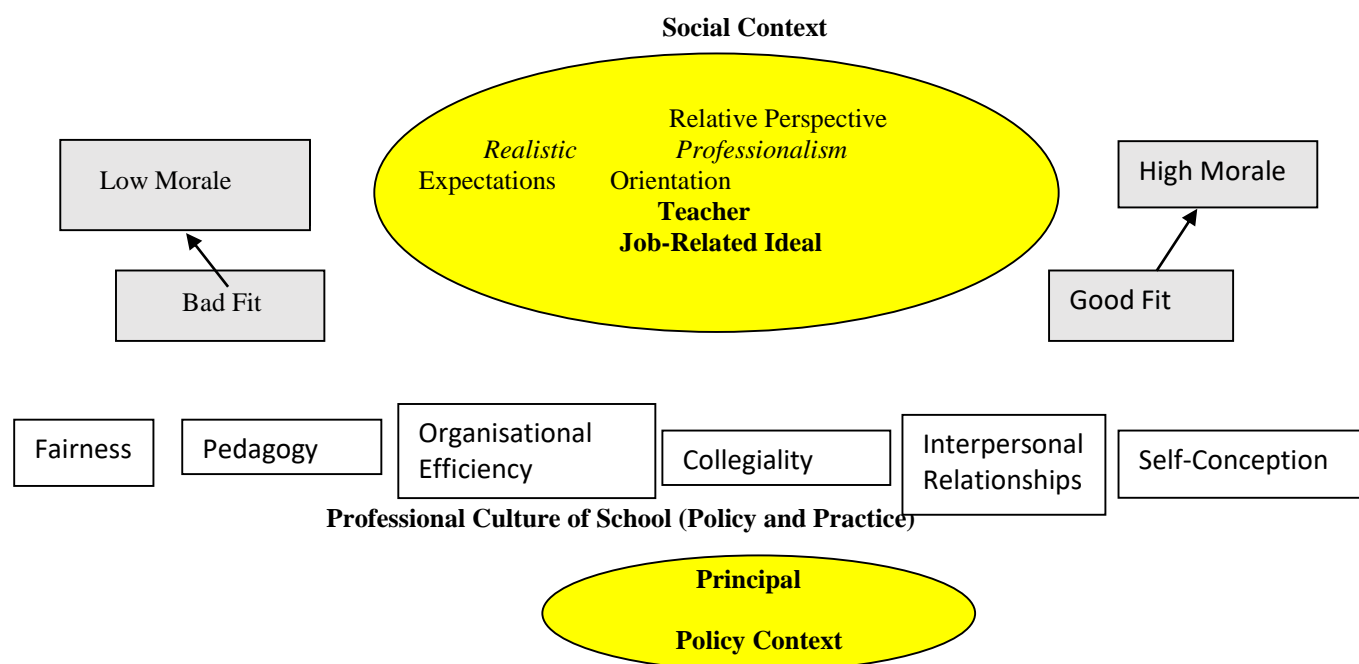 Social Context
Relative Perspective
Realistic Professionalism
Expectations Orientation
Teacher
Job-Related Ideal
Low Morale
Bad Fit
High Morale
Good Fit
Fairness
Pedagogy
Organisational
Efficiency
Collegiality
Interpersonal
Relationships
Self-Conception
Professional Culture of School (Policy and Practice)
Principal
Policy Context